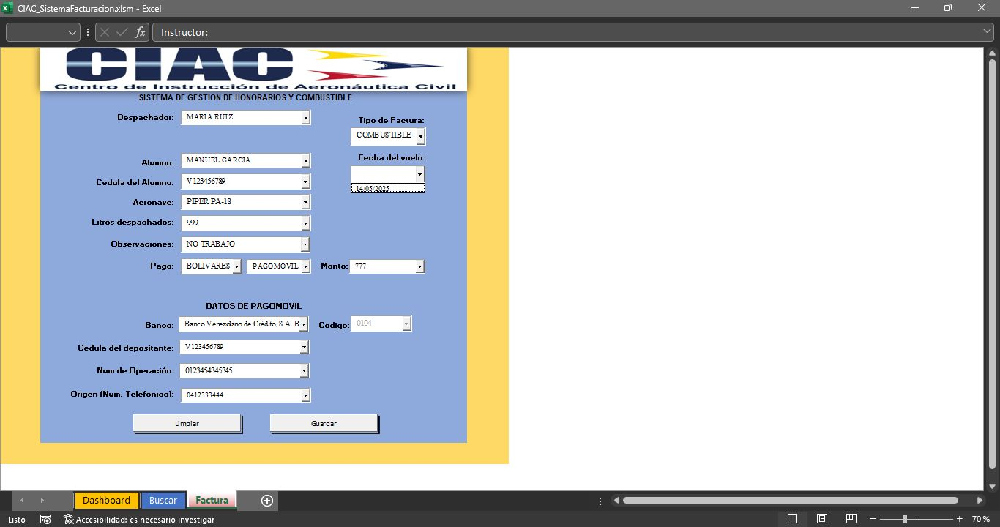 CIAC_SistemaFacturacion.xlsm - Excel
fx Instructor:
CIAC
Centro de Instrucción de Aeronáutica Civil
SISTEMA DE GESTION DE HONORARIOS Y COMBUSTIBLE
Despachador: MARIA RUIZ
Tipo de Factura:
COMBUSTIBLE
Fecha del vuelo:
14/05/2025
Alumno: MANUEL GARCIA
Cedula del Alumno: V123456789
Aeronave: PIPER PA-18
Litros despachados: 999
Observaciones: NO TRABAJO
Pago: BOLIVARES PAGOMOVIL Monto: 777
DATOS DE PAGOMOVIL
Banco: Banco Venezolano de Crédito, S.A. B Codigo: 0104
Cedula del depositante: V123456789
Num de Operación: 0123454345345
Origen (Num. Telefonico): 0412333444
Limpiar Guardar
Dashboard Buscar Factura
Listo Accesibilidad: es necesario investigar 70 %